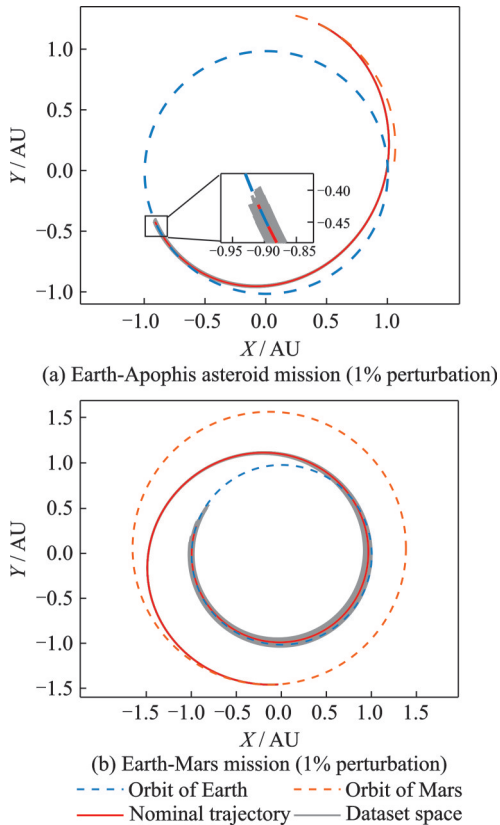 1.0
0.5
0.0
−0.5
−1.0
Y / AU
−0.40
−0.45
−0.95 −0.90 −0.85
−1.0 −0.5 0.0 0.5 1.0
X / AU
(a) Earth-Apophis asteroid mission (1% perturbation)
1.5
1.0
0.5
0.0
−0.5
−1.0
−1.5
Y / AU
−1.5 −1.0 −0.5 0.0 0.5 1.0 1.5
X / AU
(b) Earth-Mars mission (1% perturbation)
Orbit of Earth Orbit of Mars
Nominal trajectory Dataset space